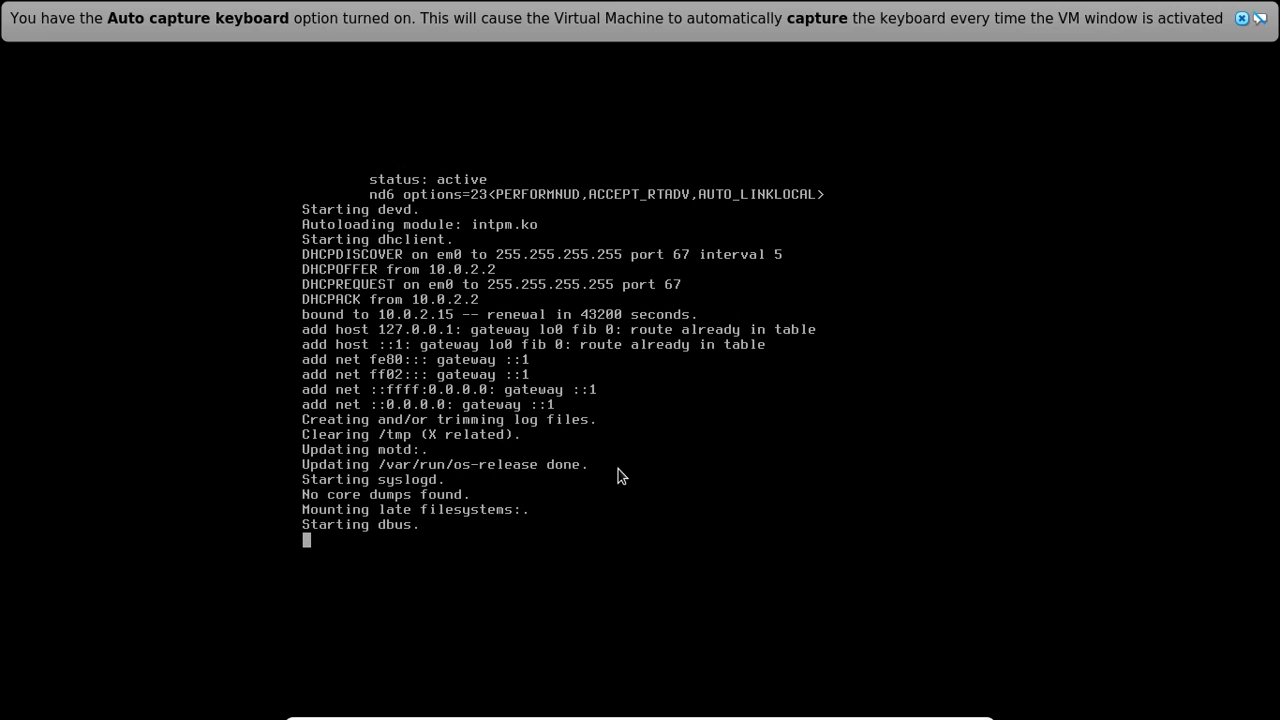 You have the Auto capture keyboard option turned on. This will cause the Virtual Machine to automatically capture the keyboard every time the VM window is activated
status: active
nd6 options=23<PERFORMNUD,ACCEPT_RTADV,AUTO_LINKLOCAL>
Starting devd.
Autoloading module: intpm.ko
Starting dhclient.
DHCPDISCOVER on em0 to 255.255.255.255 port 67 interval 5
DHCPOFFER from 10.0.2.2
DHCPREQUEST on em0 to 255.255.255.255 port 67
DHCPACK from 10.0.2.2
bound to 10.0.2.15 -- renewal in 43200 seconds.
add host 127.0.0.1: gateway lo0 fib 0: route already in table
add host ::1: gateway lo0 fib 0: route already in table
add net fe80::: gateway ::1
add net ff02::: gateway ::1
add net ::ffff:0.0.0.0: gateway ::1
add net ::0.0.0.0: gateway ::1
Creating and/or trimming log files.
Clearing /tmp (X related).
Updating motd:.
Updating /var/run/os-release done.
Starting syslogd.
No core dumps found.
Mounting late filesystems:.
Starting dbus.